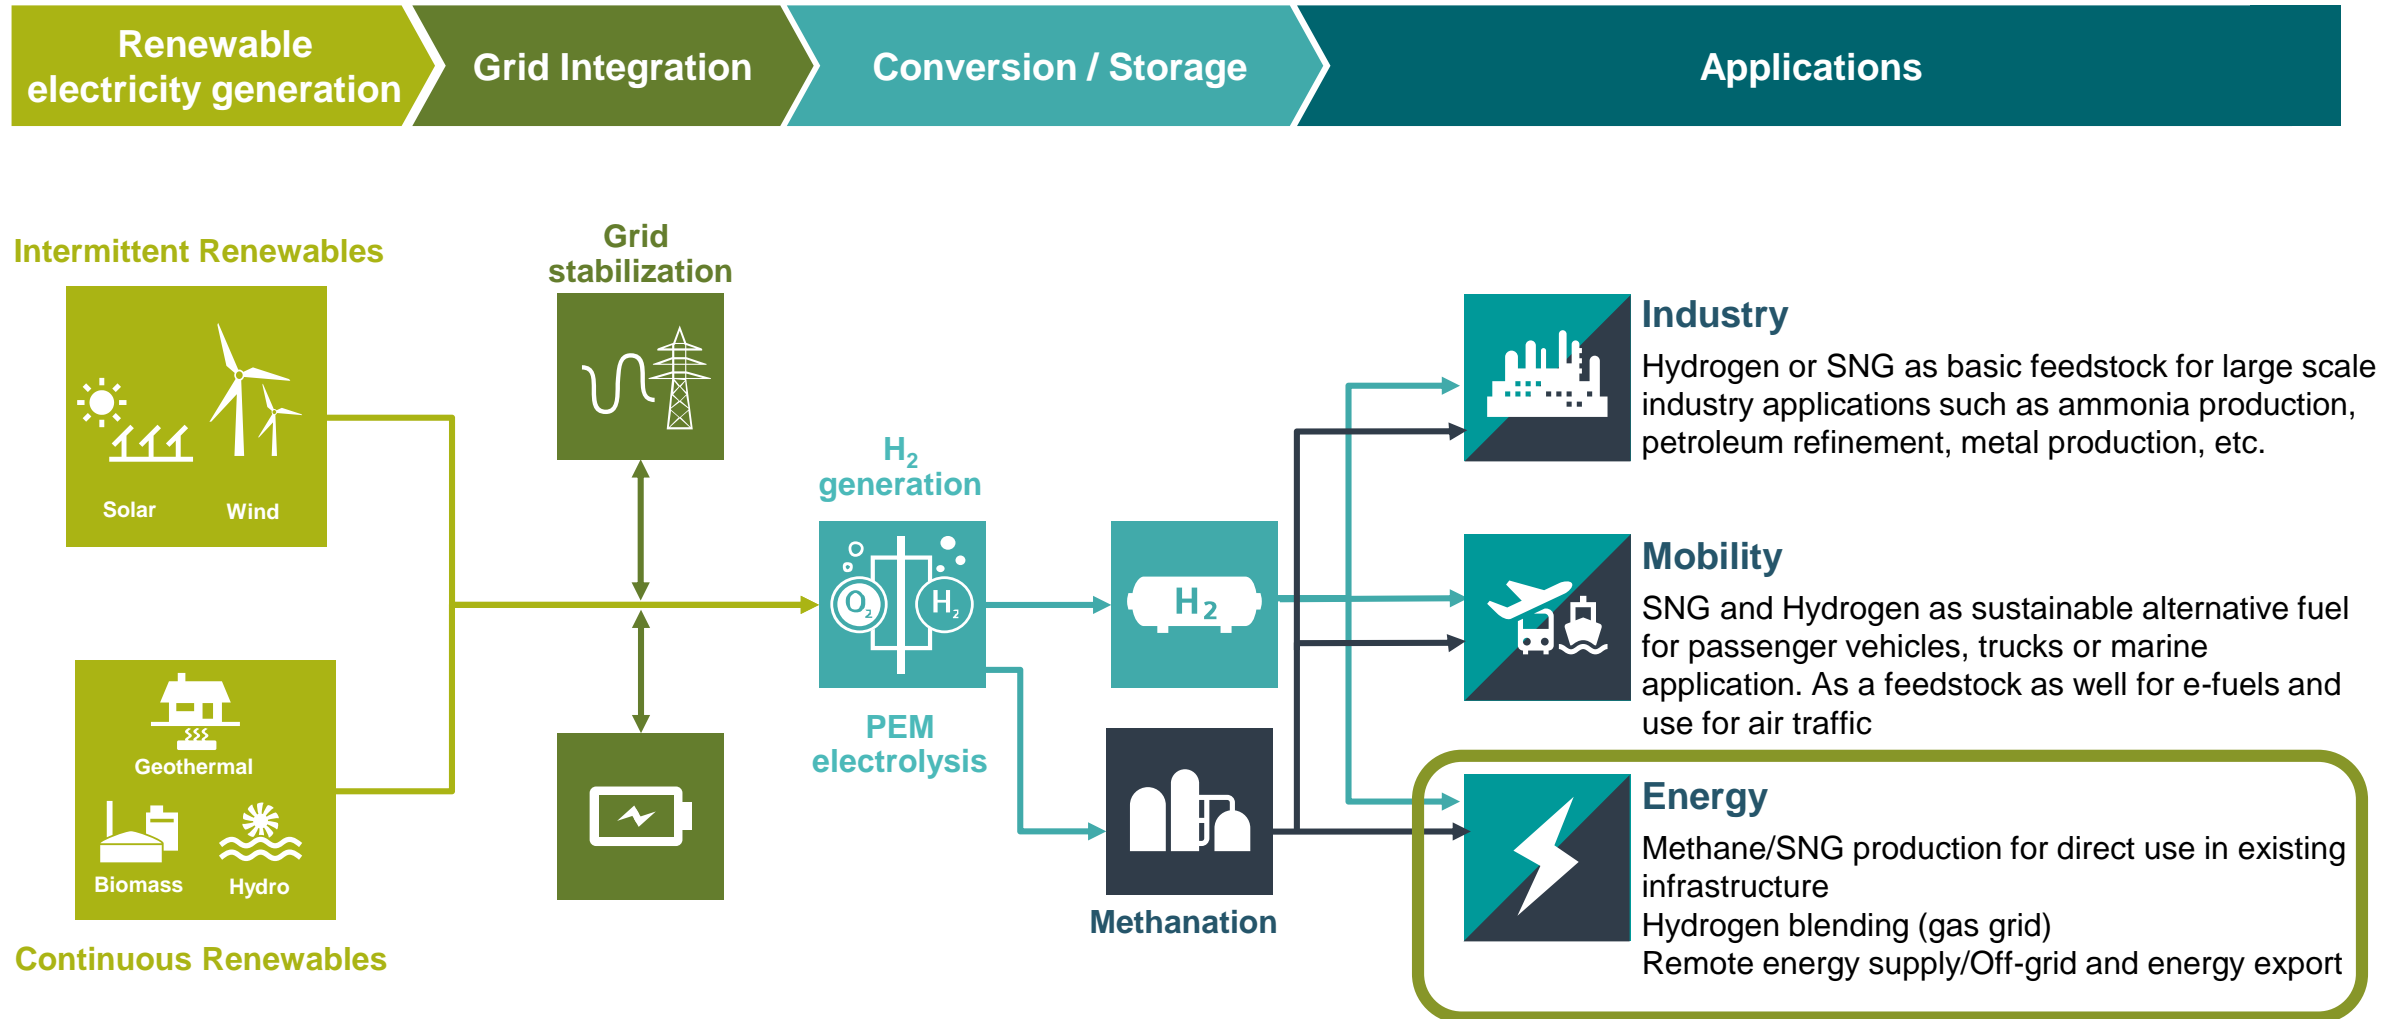 Renewable
electricity generation
Grid Integration
Conversion / Storage
Applications
Intermittent Renewables
Solar
Wind
Geothermal
Biomass
Hydro
Continuous Renewables
Grid
stabilization
H₂
generation
O₂
H₂
PEM
electrolysis
H₂
Methanation
Industry
Hydrogen or SNG as basic feedstock for large scale
industry applications such as ammonia production,
petroleum refinement, metal production, etc.
Mobility
SNG and Hydrogen as sustainable alternative fuel
for passenger vehicles, trucks or marine
application. As a feedstock as well for e-fuels and
use for air traffic
Energy
Methane/SNG production for direct use in existing
infrastructure
Hydrogen blending (gas grid)
Remote energy supply/Off-grid and energy export